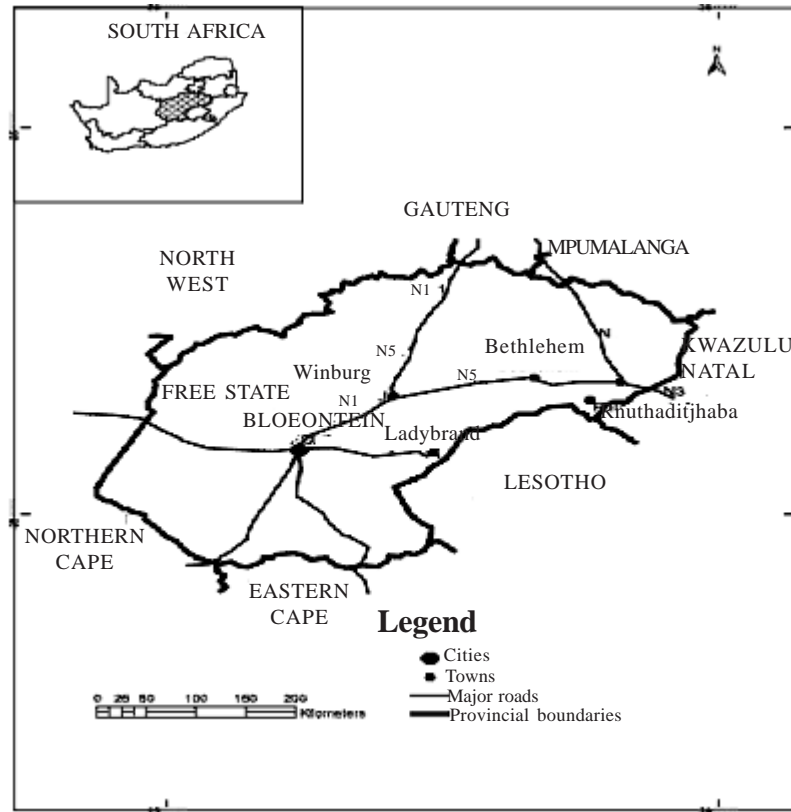 SOUTH AFRICA
N
GAUTENG
MPUMALANGA
NORTH
WEST
N1
KWAZULU
NATAL
N
N5
Bethlehem
Winburg
N5
FREE STATE
N1
N3
BLOEONTEIN
Ladybrand
Rhuthaditjhaba
LESOTHO
NORTHERN
CAPE
EASTERN
CAPE
Legend
Cities
Towns
Major roads
Provincial boundaries
0 25 50 100 150 200
Kilometers